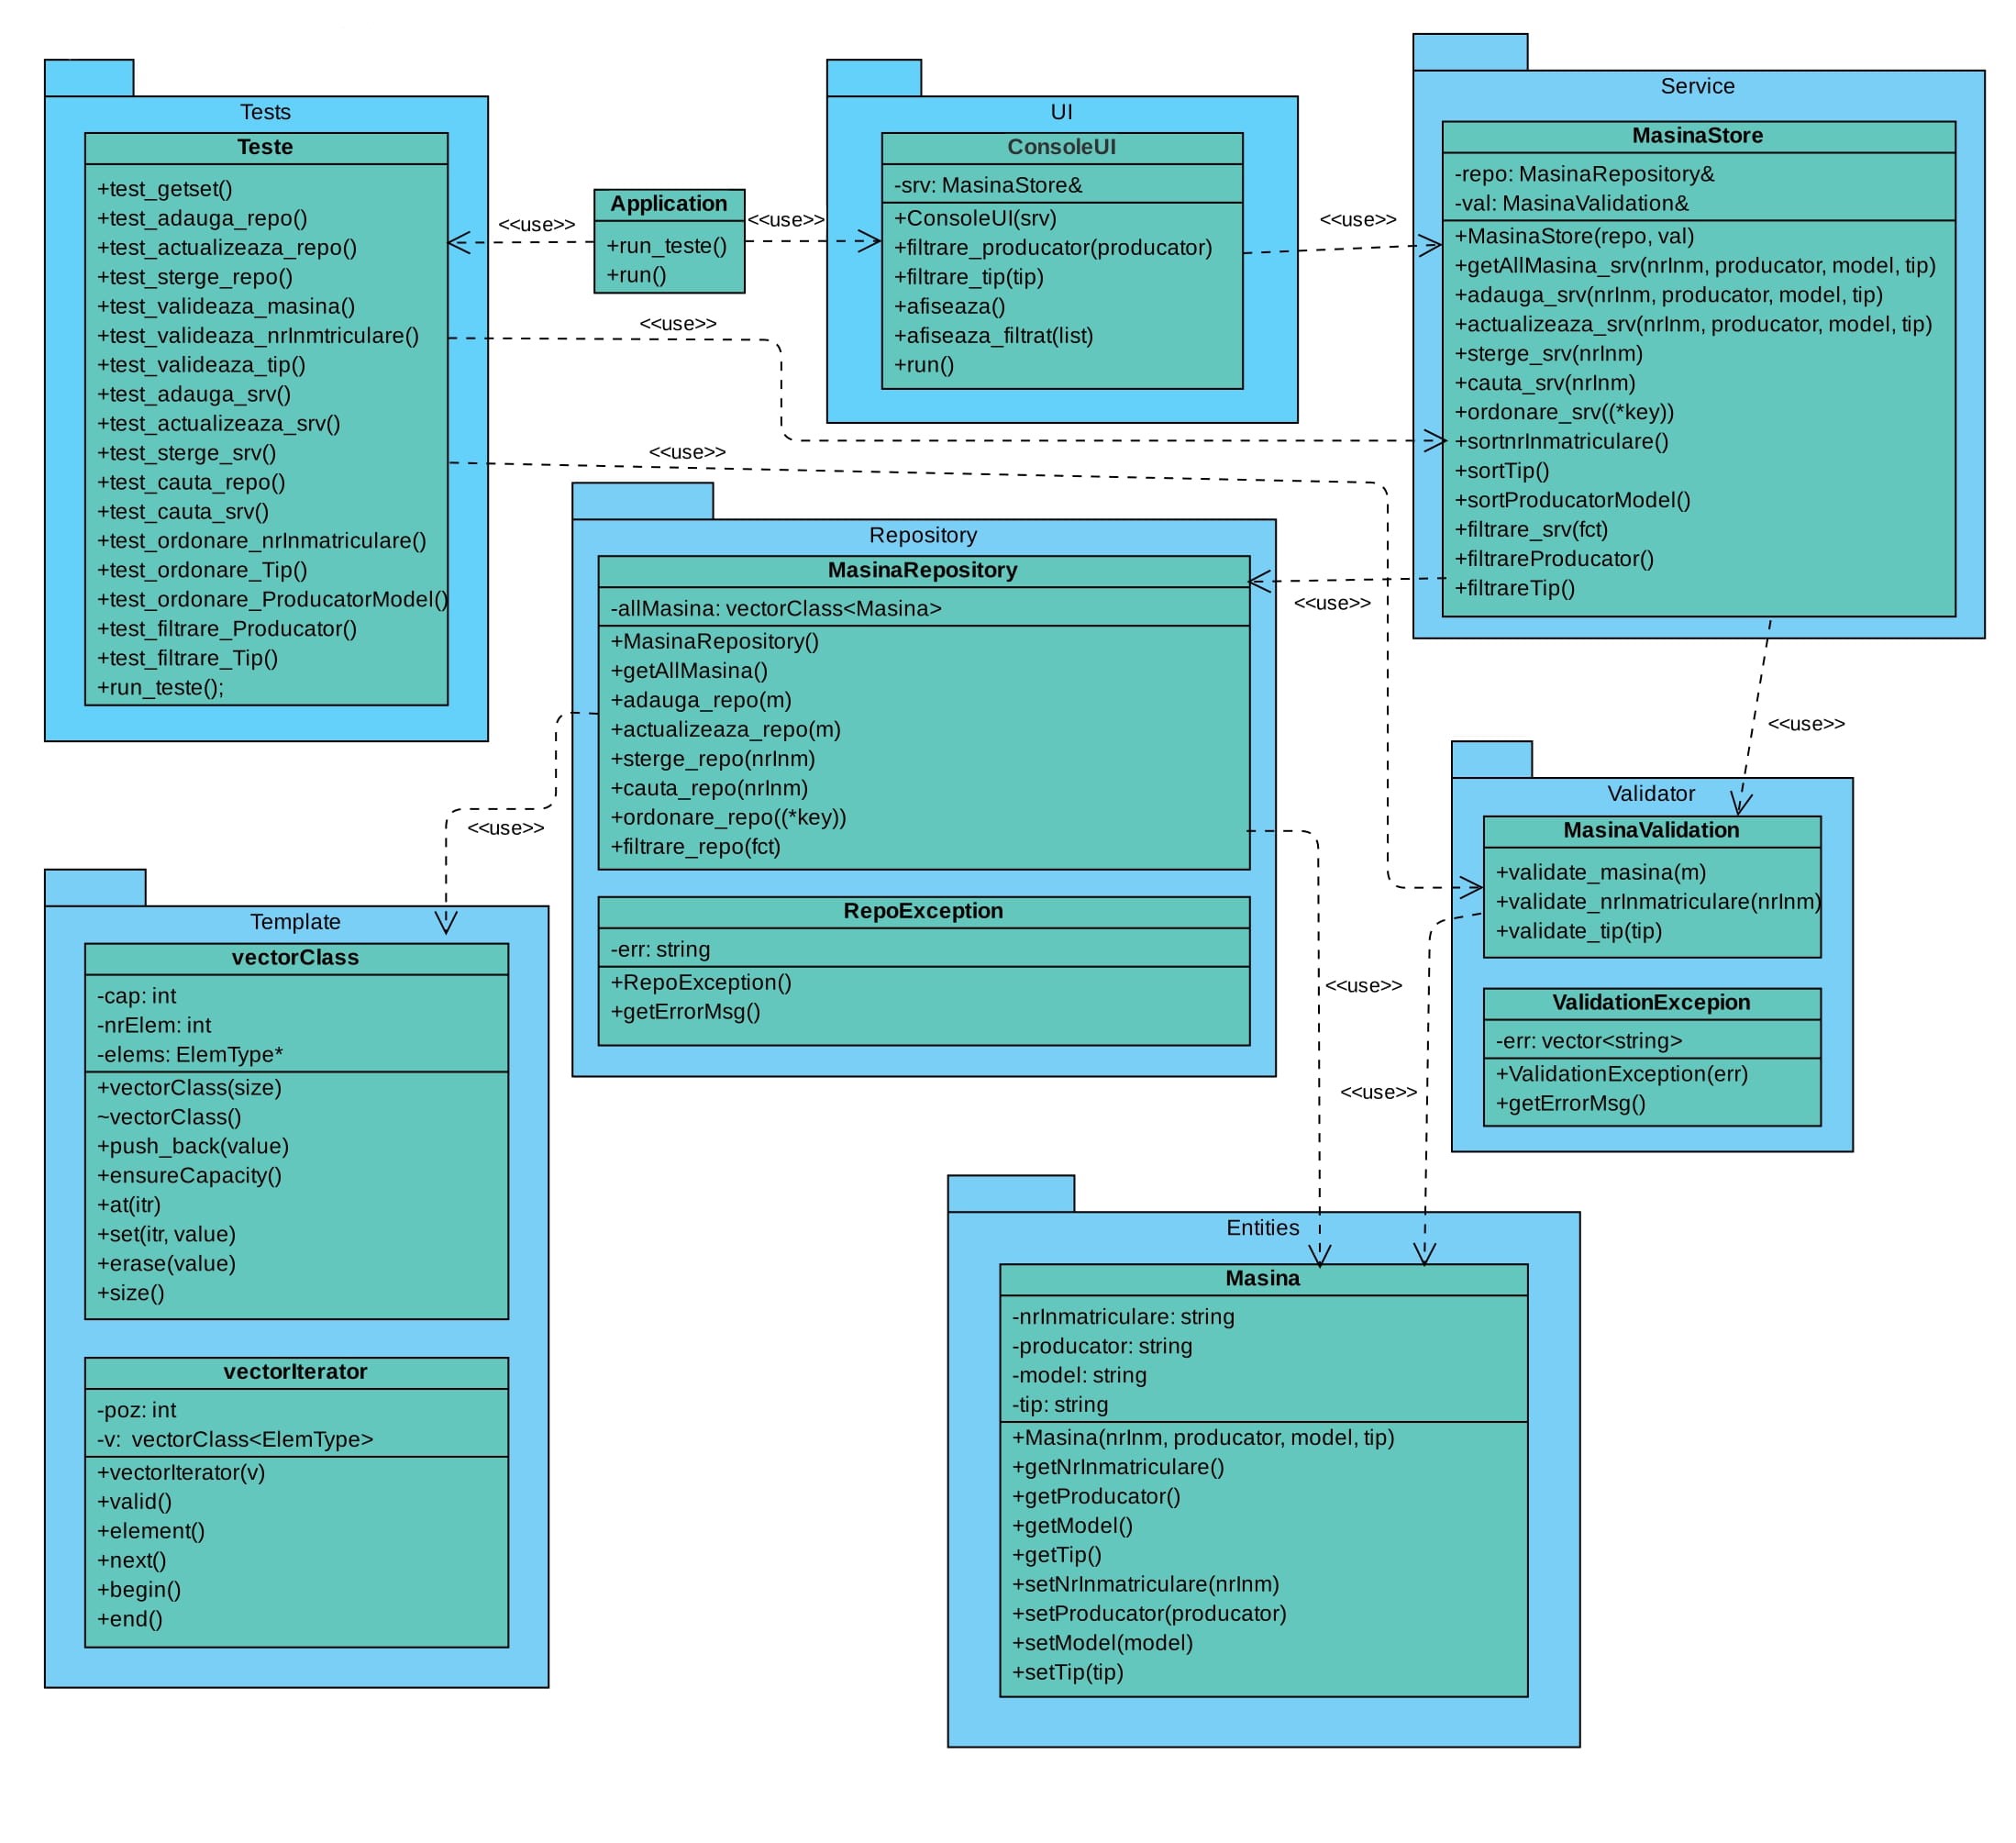 Tests
Teste
+test_getset()
+test_adauga_repo()
+test_actualizeaza_repo()
+test_sterge_repo()
+test_valideaza_masina()
+test_valideaza_nrInmtriculare()
+test_valideaza_tip()
+test_adauga_srv()
+test_actualizeaza_srv()
+test_sterge_srv()
+test_cauta_repo()
+test_cauta_srv()
+test_ordonare_nrInmatriculare()
+test_ordonare_Tip()
+test_ordonare_ProducatorModel()
+test_filtrare_Producator()
+test_filtrare_Tip()
+run_teste();
<<use>>
Application
+run_teste()
+run()
<<use>>
UI
ConsoleUI
-srv: MasinaStore&
+ConsoleUI(srv)
+filtrare_producator(producator)
+filtrare_tip(tip)
+afiseaza()
+afiseaza_filtrat(list)
+run()
<<use>>
Service
MasinaStore
-repo: MasinaRepository&
-val: MasinaValidation&
+MasinaStore(repo, val)
+getAllMasina_srv(nrInm, producator, model, tip)
+adauga_srv(nrInm, producator, model, tip)
+actualizeaza_srv(nrInm, producator, model, tip)
+sterge_srv(nrInm)
+cauta_srv(nrInm)
+ordonare_srv((*key))
+sortnrInmatriculare()
+sortTip()
+sortProducatorModel()
+filtrare_srv(fct)
+filtrareProducator()
+filtrareTip()
<<use>>
<<use>>
Repository
MasinaRepository
-allMasina: vectorClass<Masina>
+MasinaRepository()
+getAllMasina()
+adauga_repo(m)
+actualizeaza_repo(m)
+sterge_repo(nrInm)
+cauta_repo(nrInm)
+ordonare_repo((*key))
+filtrare_repo(fct)
RepoException
-err: string
+RepoException()
+getErrorMsg()
<<use>>
<<use>>
<<use>>
Validator
MasinaValidation
+validate_masina(m)
+validate_nrInmatriculare(nrInm)
+validate_tip(tip)
ValidationExcepion
-err: vector<string>
+ValidationException(err)
+getErrorMsg()
<<use>>
<<use>>
Template
vectorClass
-cap: int
-nrElem: int
-elems: ElemType*
+vectorClass(size)
~vectorClass()
+push_back(value)
+ensureCapacity()
+at(itr)
+set(itr, value)
+erase(value)
+size()
vectorIterator
-poz: int
-v: vectorClass<ElemType>
+vectorIterator(v)
+valid()
+element()
+next()
+begin()
+end()
Entities
Masina
-nrInmatriculare: string
-producator: string
-model: string
-tip: string
+Masina(nrInm, producator, model, tip)
+getNrInmatriculare()
+getProducator()
+getModel()
+getTip()
+setNrInmatriculare(nrInm)
+setProducator(producator)
+setModel(model)
+setTip(tip)